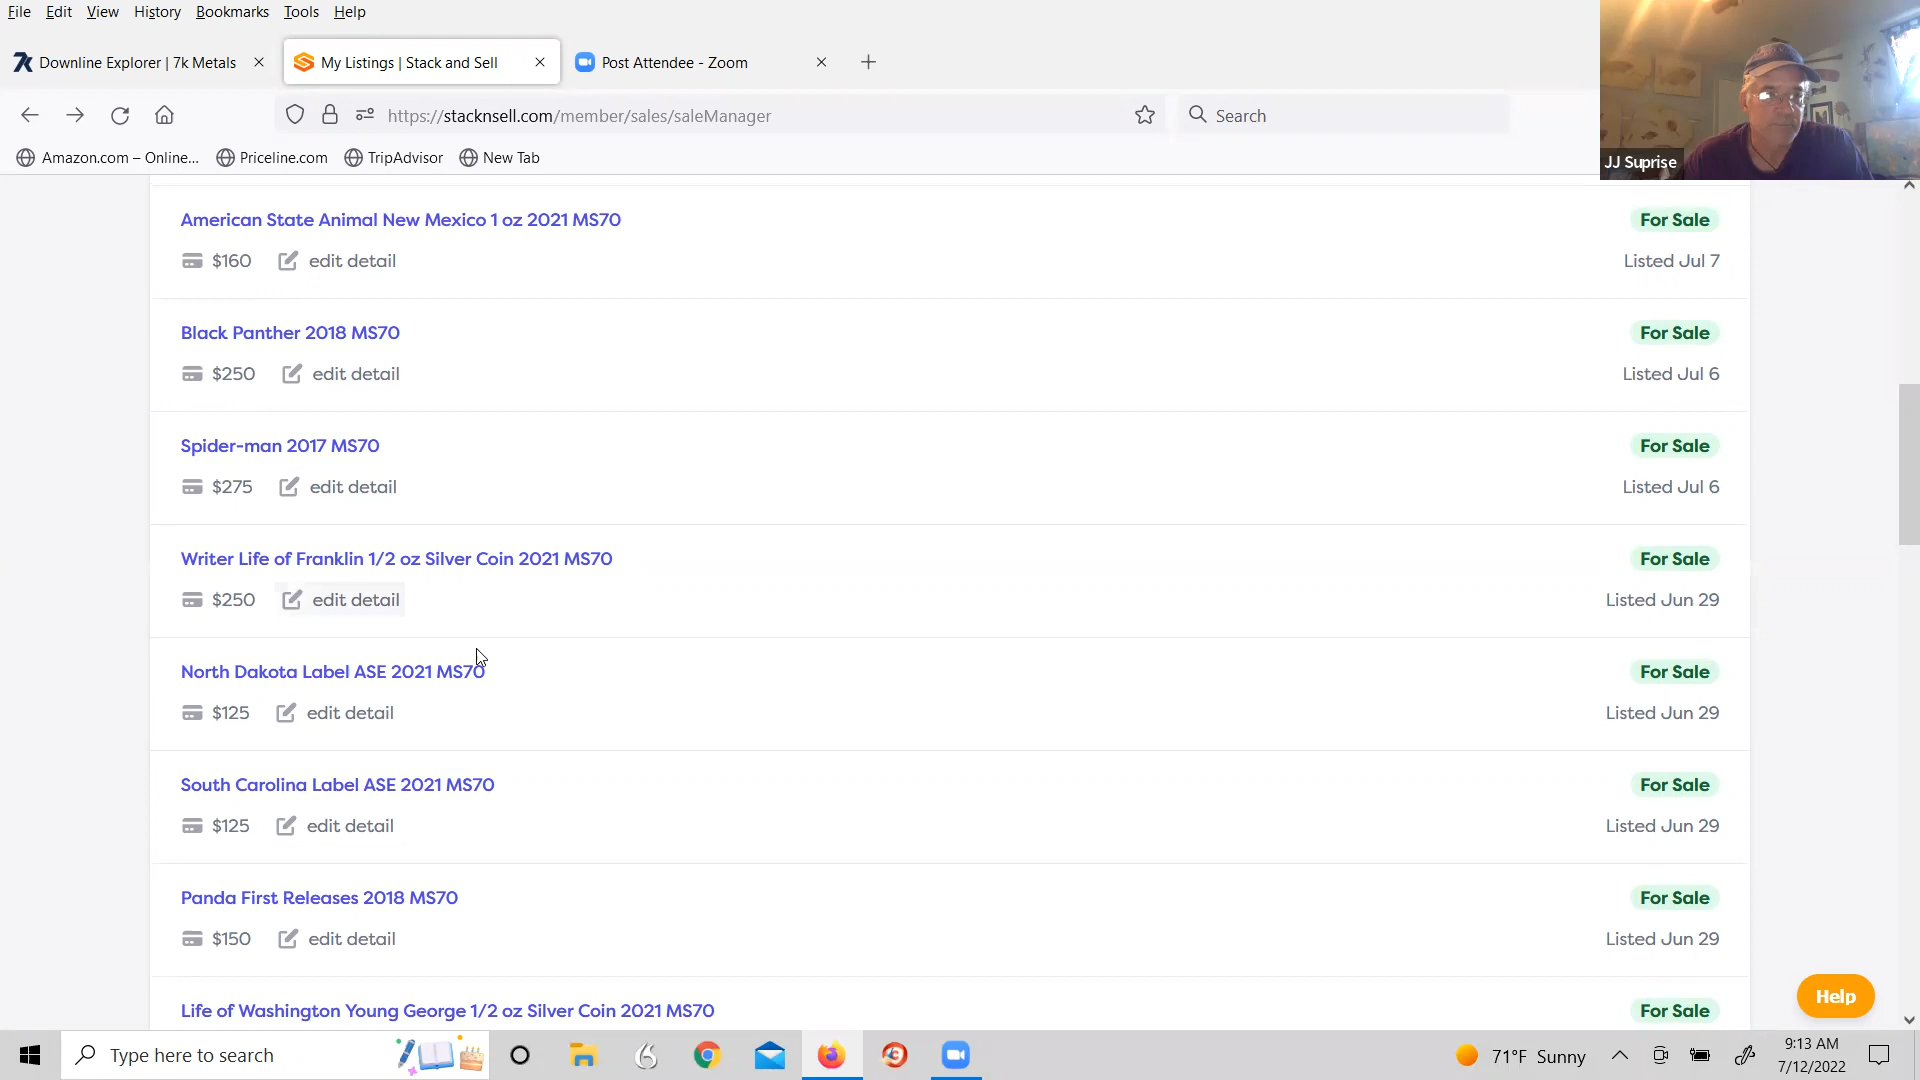 File Edit View History Bookmarks Tools Help
Downline Explorer | 7k Metals
My Listings | Stack and Sell
Post Attendee - Zoom
https://stacknsell.com/member/sales/saleManager
Search
Amazon.com – Online...
Priceline.com
TripAdvisor
New Tab
JJ Suprise
American State Animal New Mexico 1 oz 2021 MS70
For Sale
$160 edit detail
Listed Jul 7
Black Panther 2018 MS70
For Sale
$250 edit detail
Listed Jul 6
Spider-man 2017 MS70
For Sale
$275 edit detail
Listed Jul 6
Writer Life of Franklin 1/2 oz Silver Coin 2021 MS70
For Sale
$250 edit detail
Listed Jun 29
North Dakota Label ASE 2021 MS70
For Sale
$125 edit detail
Listed Jun 29
South Carolina Label ASE 2021 MS70
For Sale
$125 edit detail
Listed Jun 29
Panda First Releases 2018 MS70
For Sale
$150 edit detail
Listed Jun 29
Life of Washington Young George 1/2 oz Silver Coin 2021 MS70
For Sale
Help
Type here to search
71°F Sunny
9:13 AM
7/12/2022